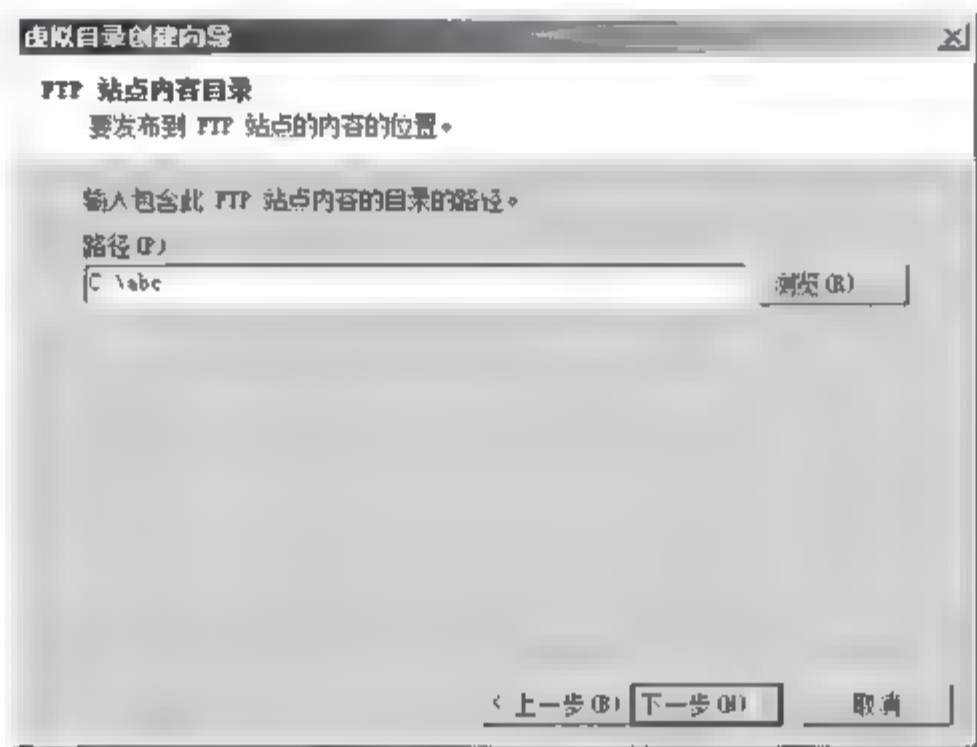 虚拟目录创建向导
FTP 站点内容目录
要发布到 FTP 站点的内容的位置。
输入包含此 FTP 站点内容的目录的路径。
路径(P)
C \abc
浏览(R)
< 上一步(B) 下一步(N) 取消